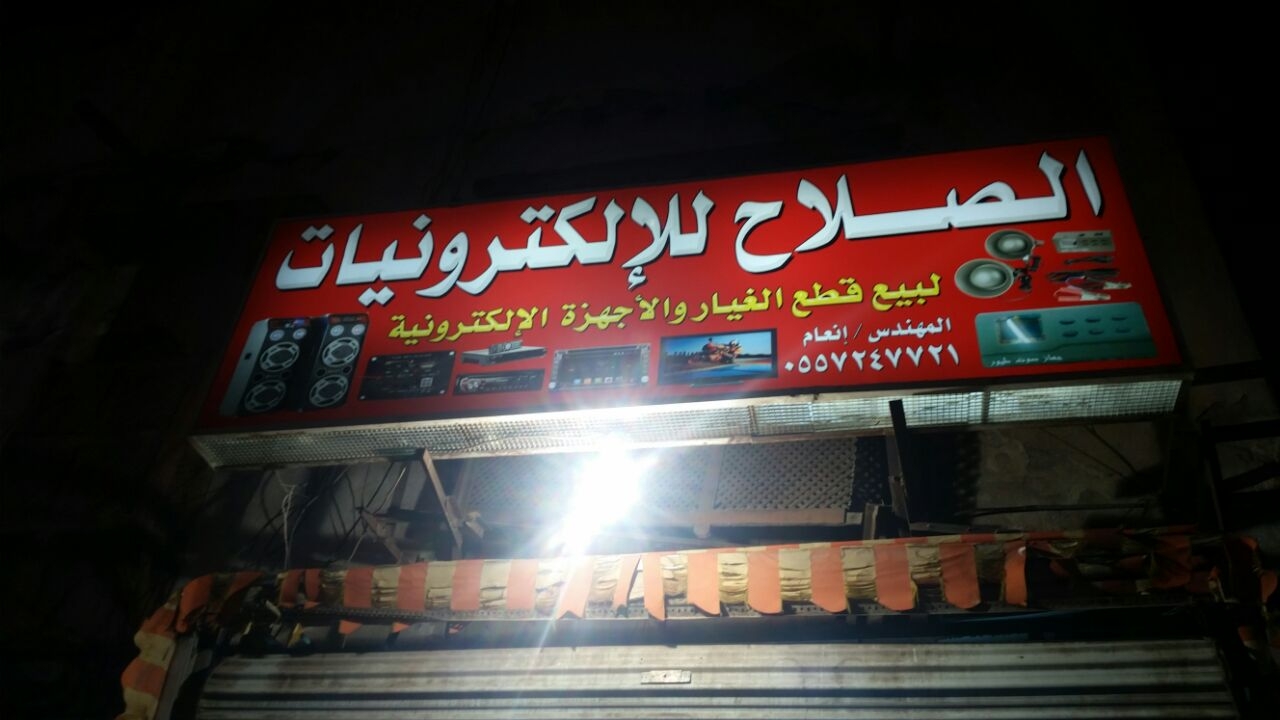 الصلاح للإلكترونيات
لبيع قطع الغيار والأجهزة الإلكترونية
المهندس / إنعام
٠٥٥٧٢٤٧٧٢١